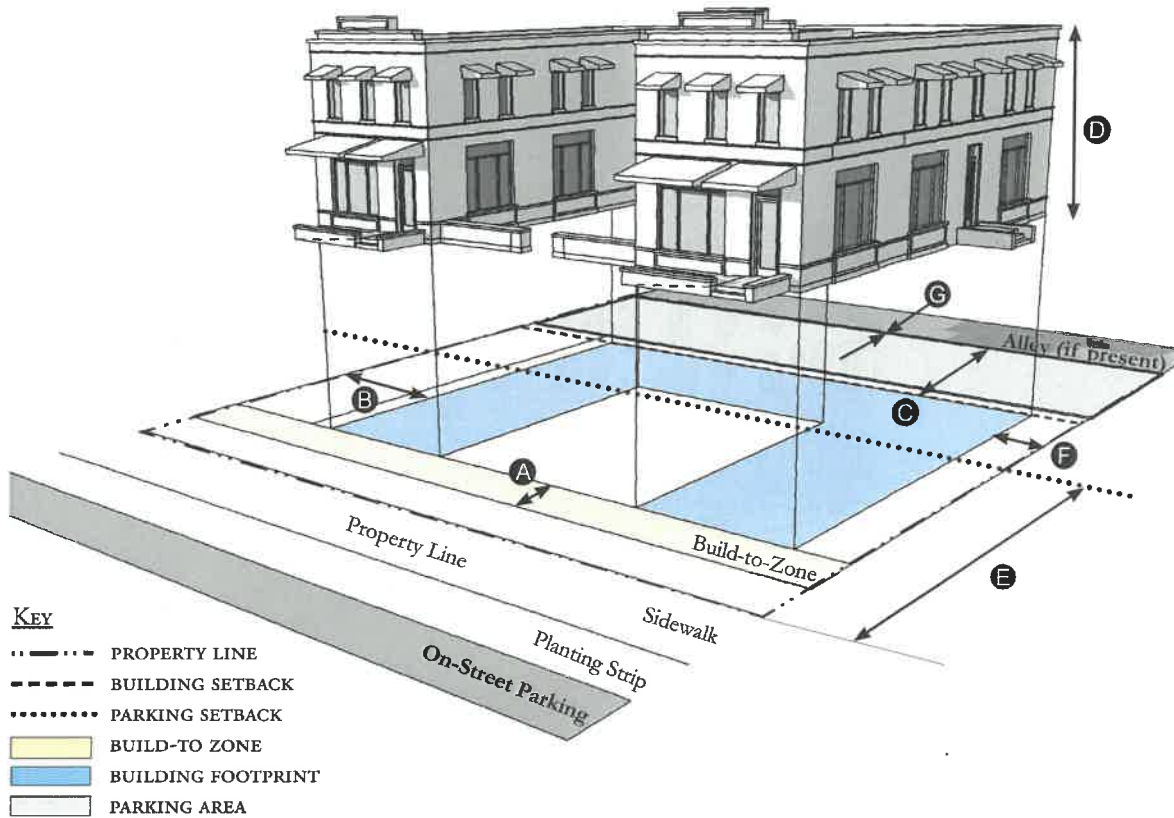 D
G
Alley (if present)
B
C
F
A
Build-to-Zone
Property Line
E
Sidewalk
Planting Strip
On-Street Parking
KEY
PROPERTY LINE
BUILDING SETBACK
PARKING SETBACK
BUILD-TO ZONE
BUILDING FOOTPRINT
PARKING AREA